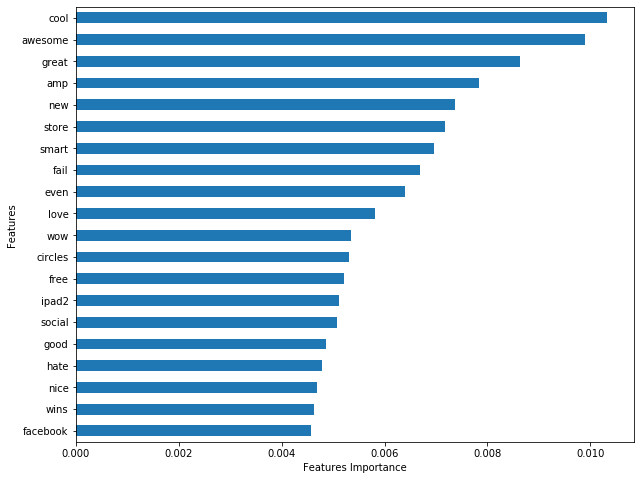 cool
awesome
great
amp
new
store
smart
fail
even
love
wow
circles
free
ipad2
social
good
hate
nice
wins
facebook
Features
0.000 0.002 0.004 0.006 0.008 0.010
Features Importance